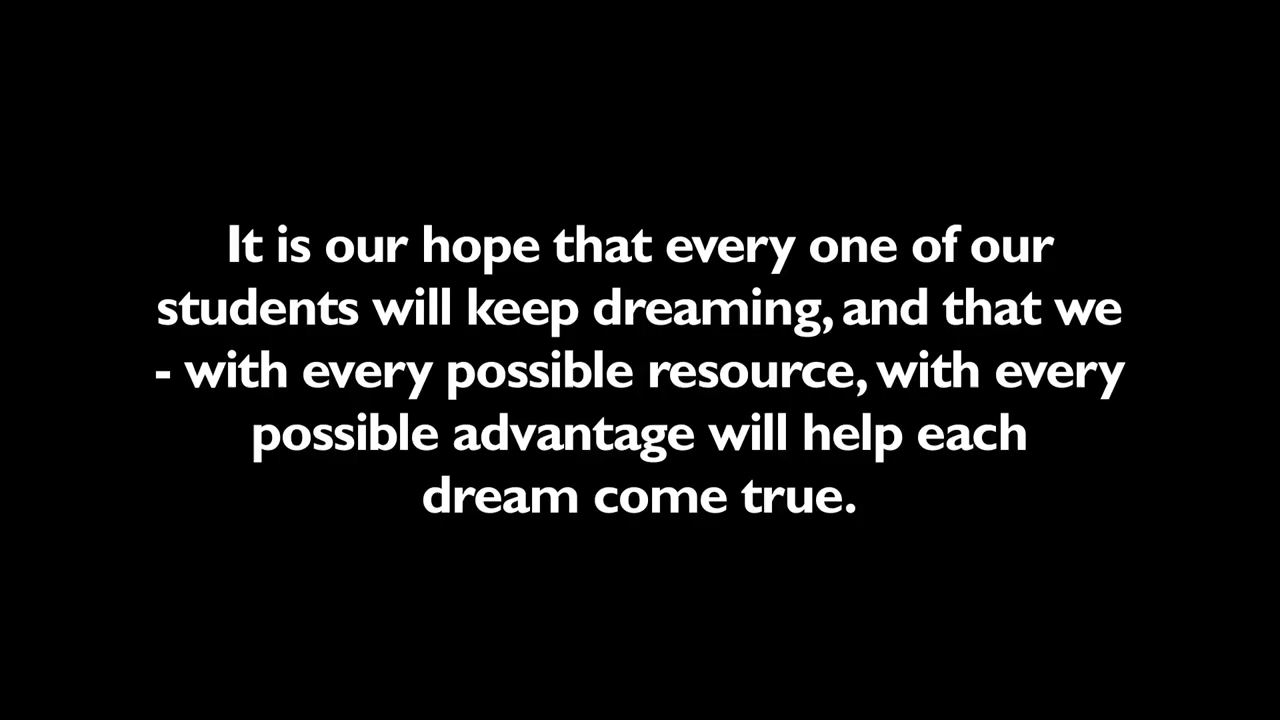 It is our hope that every one of our
students will keep dreaming, and that we
- with every possible resource, with every
possible advantage will help each
dream come true.